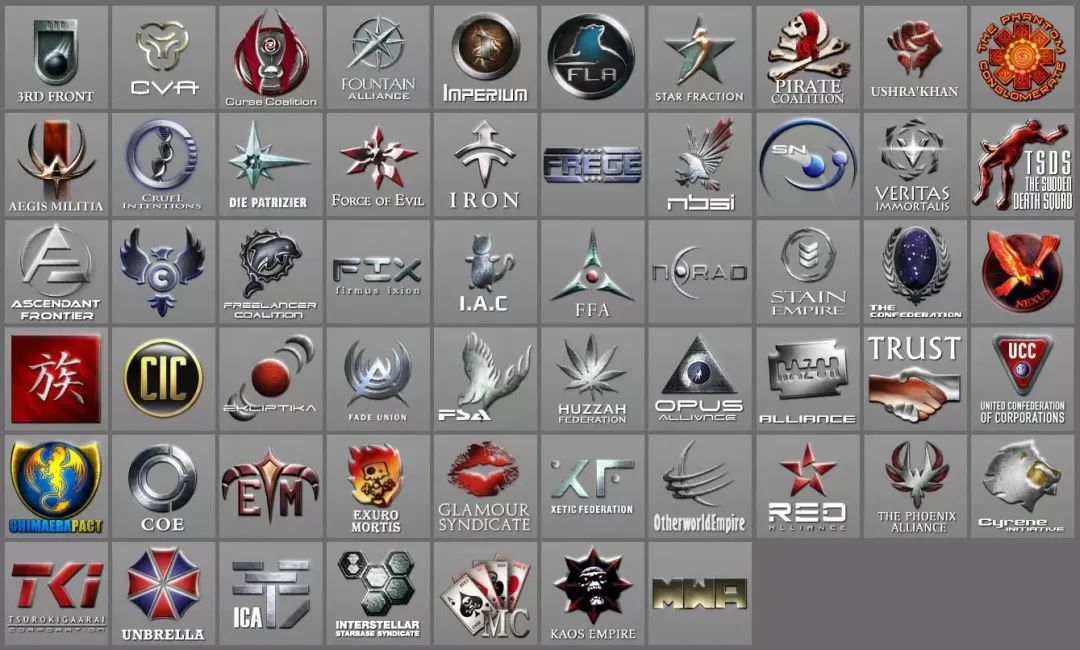 3RD FRONT
CVA
Curse Coalition
FOUNTAIN
ALLIANCE
IMPERIUM
FLA
STAR FRACTION
PIRATE
COALITION
USHRA'KHAN
THE PHANTOM
CONGLOMERATE
AEGIS MILITIA
CRUEL
INTENTIONS
DIE PATRIZIER
FORCE OF EVIL
IRON
FREGE
nbsi
SN
VERITAS
IMMORTALIS
TSDS
THE SUDDEN
DEATH SQUAD
ASCENDANT
FRONTIER
C
FREELANCER
COALITION
FIX
firmus ixion
I.A.C
FFA
NORAD
STAIN
EMPIRE
THE
CONFEDERATION
NEXUS
族
CIC
EKLIPTIKA
FADE UNION
FSA
HUZZAH
FEDERATION
OPUS
ALLIVNCE
ALLIANCE
TRUST
UCC
UNITED CONFEDERATION
OF CORPORATIONS
CHIMAERAPACT
COE
EM
EXURO
MORTIS
GLAMOUR
SYNDICATE
XF
XETIC FEDERATION
OtherworldEmpire
RED
ALLIANCE
THE PHOENIX
ALLIANCE
Cyrene
INITIATIVE
TKI
TSUROKIGAARAI
CORPORATION
UNBRELLA
ICA
INTERSTELLAR
STARBASE SYNDICATE
MC
KAOS EMPIRE
MWA